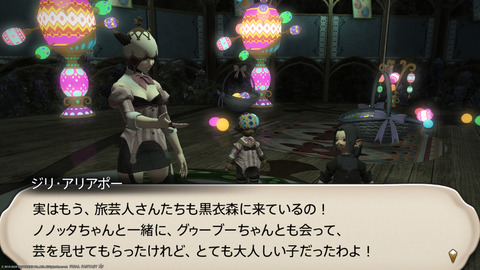 ジリ・アリアポー
実はもう、旅芸人さんたちも黒衣森に来ているの！
ノノッタちゃんと一緒に、グゥーブーちゃんとも会って、
芸を見せてもらったけれど、とても大人しい子だったわよ！